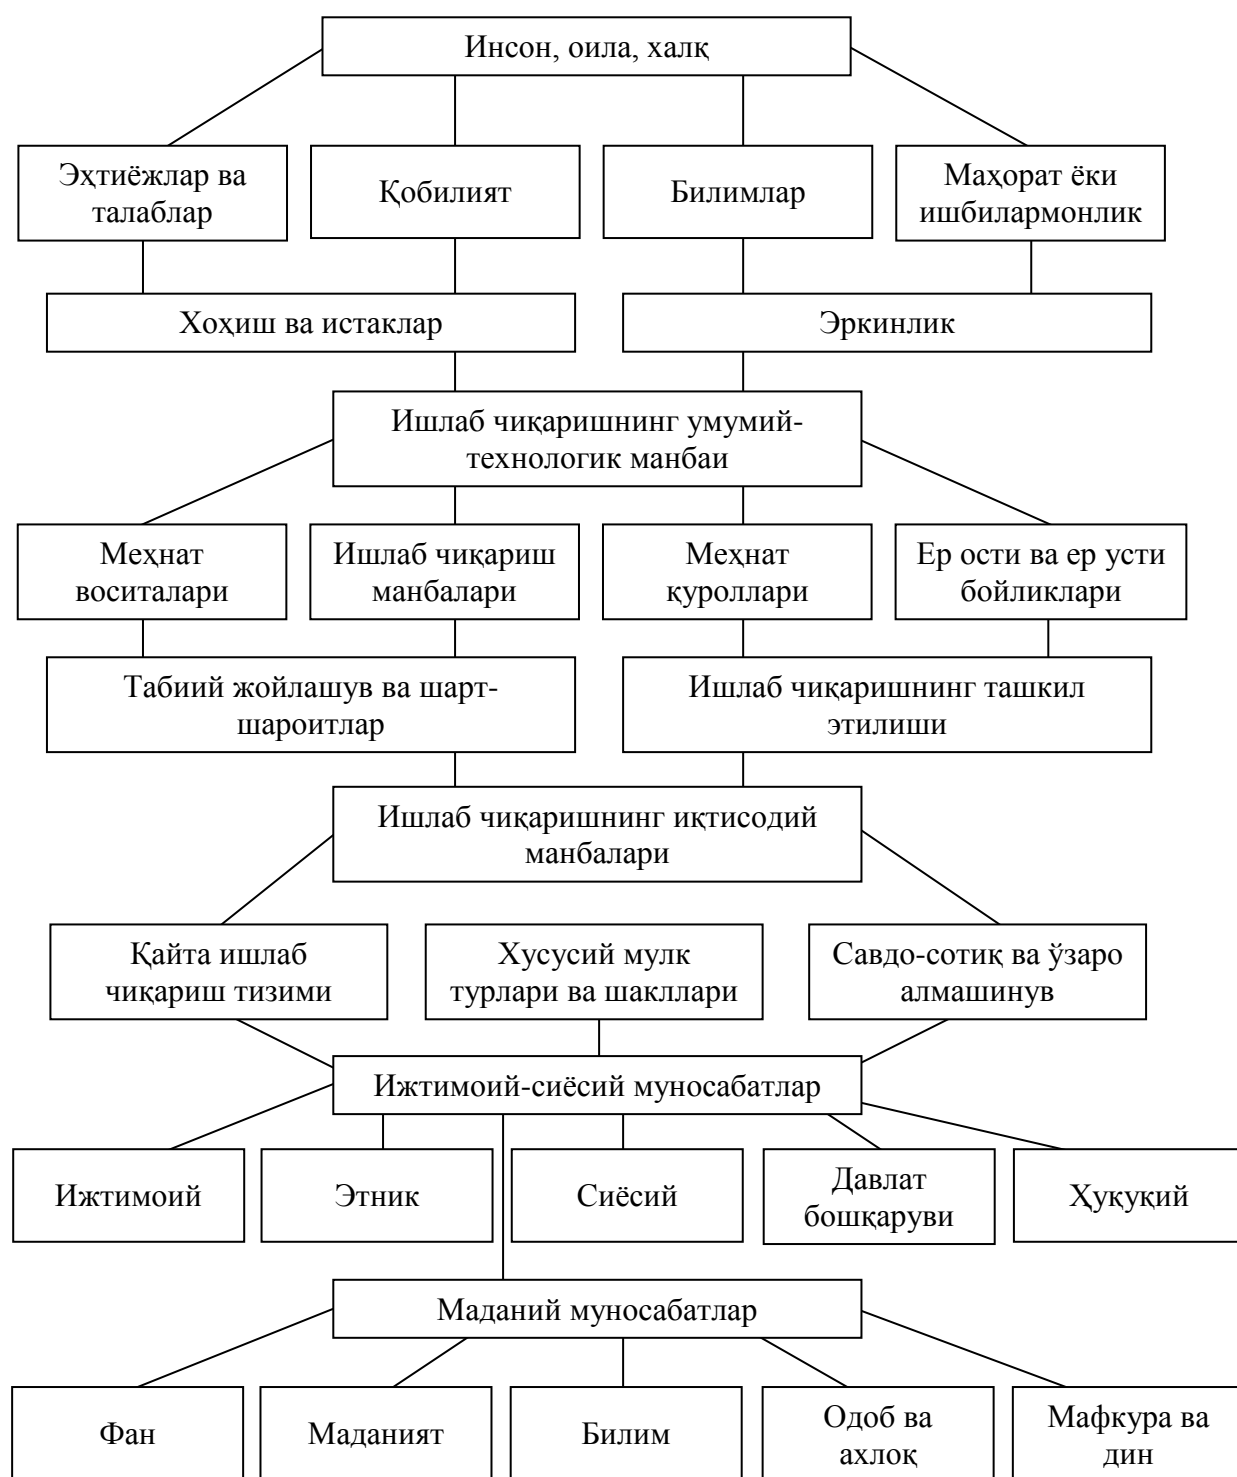 Инсон, оила, халқ
Эҳтиёжлар ва
талаблар
Қобилият
Билимлар
Маҳорат ёки
ишбилармонлик
Хоҳиш ва истаклар
Эркинлик
Ишлаб чиқаришнинг умумий-
технологик манбаи
Меҳнат
воситалари
Ишлаб чиқариш
манбалари
Меҳнат
қуроллари
Ер ости ва ер усти
бойликлари
Табиий жойлашув ва шарт-
шароитлар
Ишлаб чиқаришнинг ташкил
этилиши
Ишлаб чиқаришнинг иқтисодий
манбалари
Қайта ишлаб
чиқариш тизими
Хусусий мулк
турлари ва шакллари
Савдо-сотиқ ва ўзаро
алмашинув
Ижтимоий-сиёсий муносабатлар
Ижтимоий
Этник
Сиёсий
Давлат
бошқаруви
Ҳуқуқий
Маданий муносабатлар
Фан
Маданият
Билим
Одоб ва
ахлоқ
Мафкура ва
дин